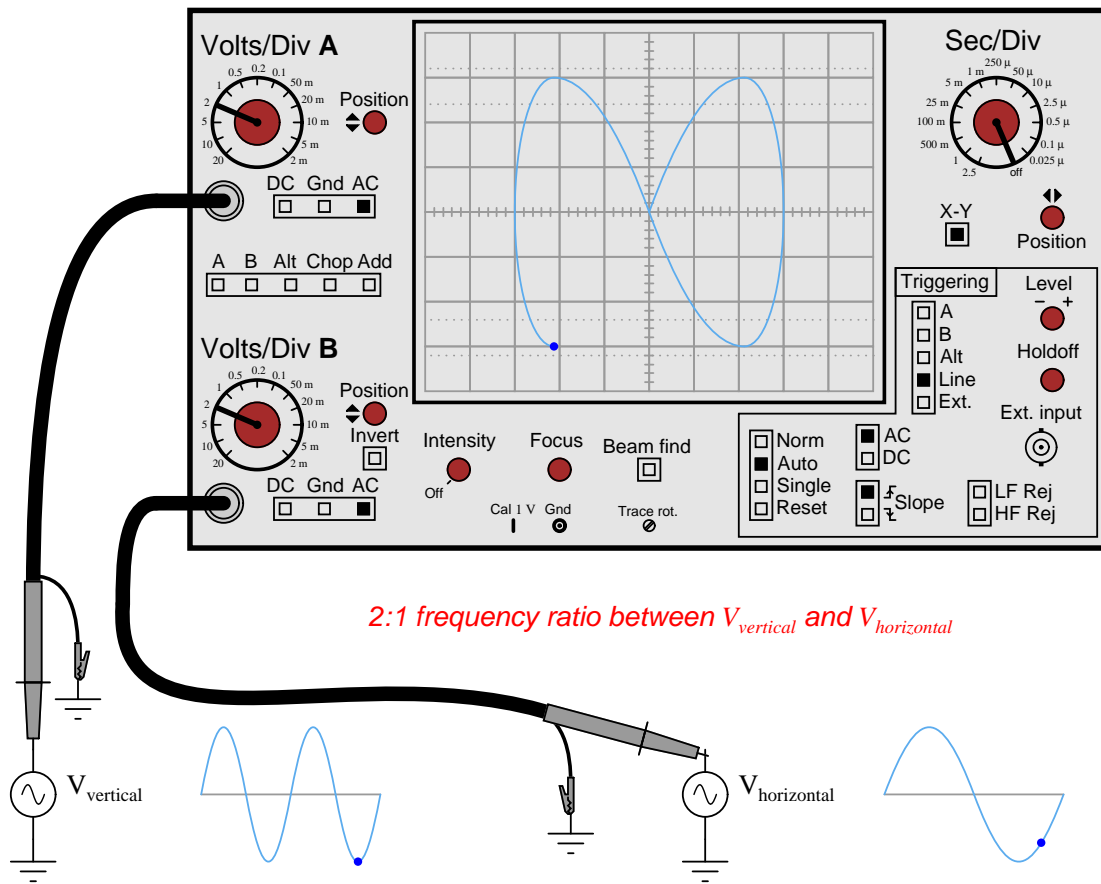 Volts/Div A
0.5 0.2 0.1
1 50 m
2 20 m
5 10 m
10 5 m
20 2 m
Position
DC Gnd AC
A B Alt Chop Add
Volts/Div B
0.5 0.2 0.1
1 50 m
2 20 m
5 10 m
10 5 m
20 2 m
Position
Invert
DC Gnd AC
Intensity
Off
Focus
Beam find
Cal 1 V Gnd
Trace rot.
Sec/Div
250 µ
1 m 50 µ
5 m 10 µ
25 m 2.5 µ
100 m 0.5 µ
500 m 0.1 µ
1 0.025 µ
2.5 off
X-Y
Position
Triggering
A
B
Alt
Line
Ext.
Level
− +
Holdoff
Ext. input
Norm
Auto
Single
Reset
AC
DC
Slope
LF Rej
HF Rej
2:1 frequency ratio between Vvertical and Vhorizontal
Vvertical
Vhorizontal